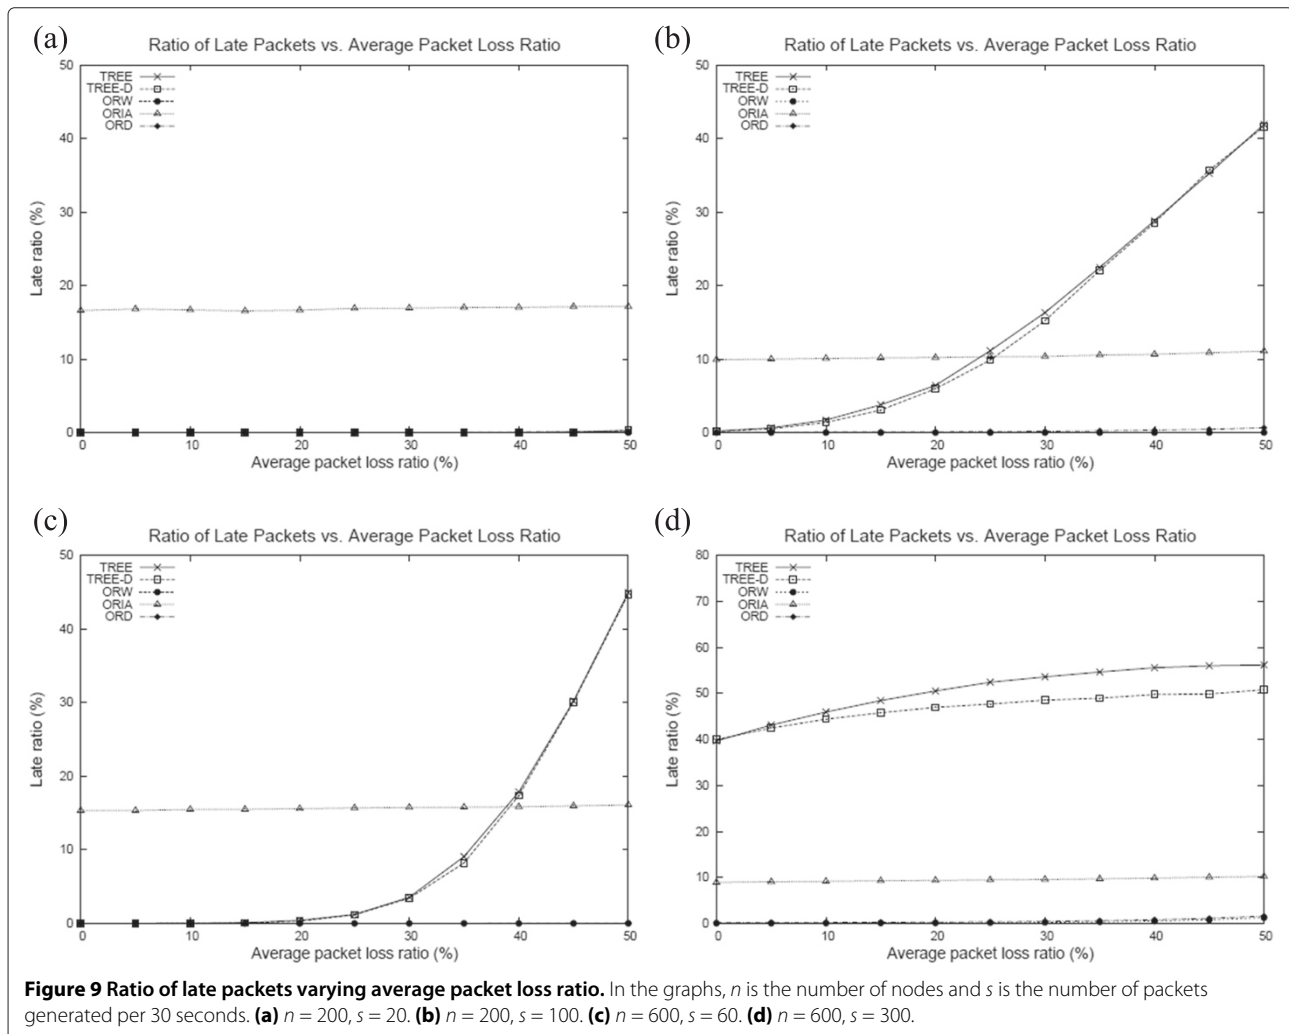 (a)
Ratio of Late Packets vs. Average Packet Loss Ratio
50
40
30
20
10
0
Late ratio (%)
TREE
TREE-D
ORW
ORIA
ORD
0 10 20 30 40 50
Average packet loss ratio (%)
(b)
Ratio of Late Packets vs. Average Packet Loss Ratio
50
40
30
20
10
0
Late ratio (%)
TREE
TREE-D
ORW
ORIA
ORD
0 10 20 30 40 50
Average packet loss ratio (%)
(c)
Ratio of Late Packets vs. Average Packet Loss Ratio
50
40
30
20
10
0
Late ratio (%)
TREE
TREE-D
ORW
ORIA
ORD
0 10 20 30 40 50
Average packet loss ratio (%)
(d)
Ratio of Late Packets vs. Average Packet Loss Ratio
80
70
60
50
40
30
20
10
0
Late ratio (%)
TREE
TREE-D
ORW
ORIA
ORD
0 10 20 30 40 50
Average packet loss ratio (%)
Figure 9 Ratio of late packets varying average packet loss ratio. In the graphs, n is the number of nodes and s is the number of packets
generated per 30 seconds. (a) n = 200, s = 20. (b) n = 200, s = 100. (c) n = 600, s = 60. (d) n = 600, s = 300.